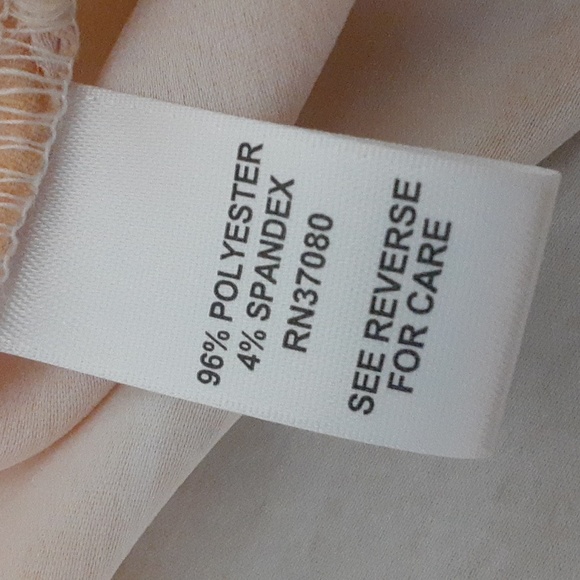 96% POLYESTER
4% SPANDEX
RN37080
SEE REVERSE
FOR CARE